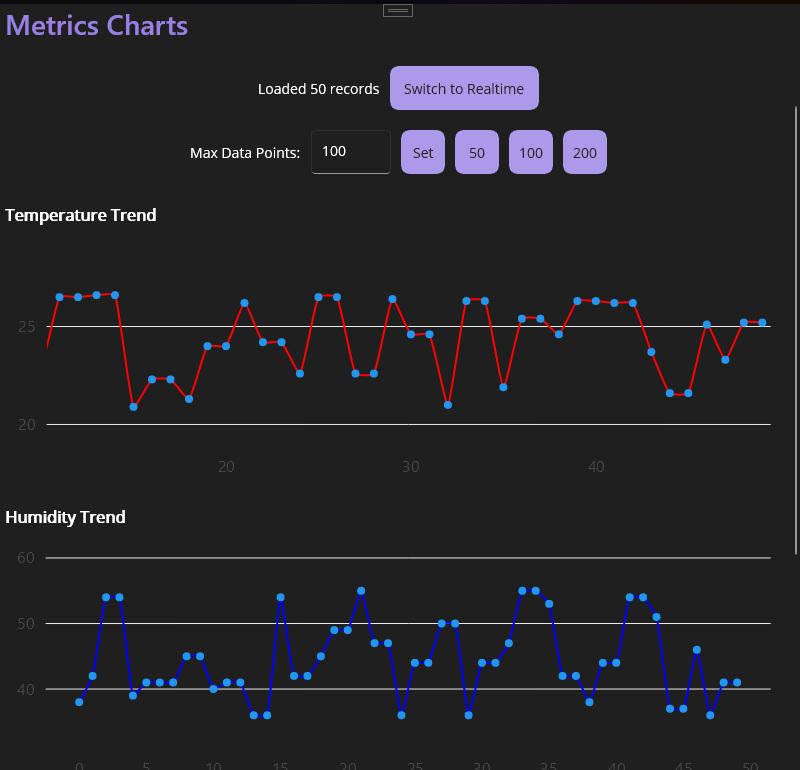 Metrics Charts
Loaded 50 records Switch to Realtime
Max Data Points: 100 Set 50 100 200
Temperature Trend
25
20
20 30 40
Humidity Trend
60
50
40
0 5 10 15 20 25 30 35 40 45 50